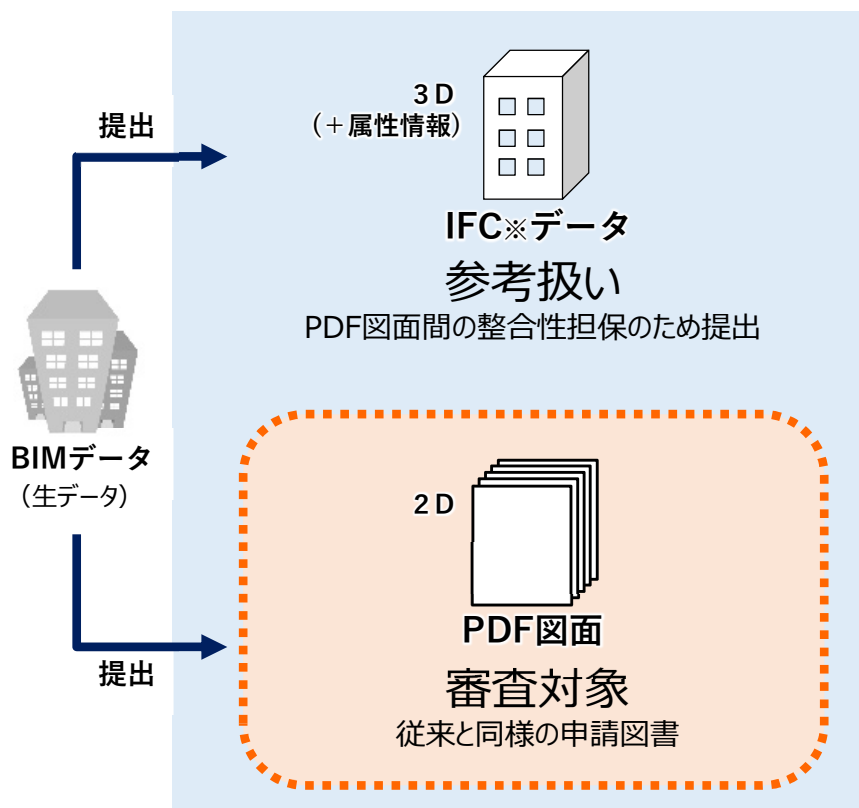 提出
３Ｄ
（＋属性情報）
IFC※データ
参考扱い
PDF図面間の整合性担保のため提出
BIMデータ
（生データ）
２Ｄ
PDF図面
審査対象
従来と同様の申請図書
提出